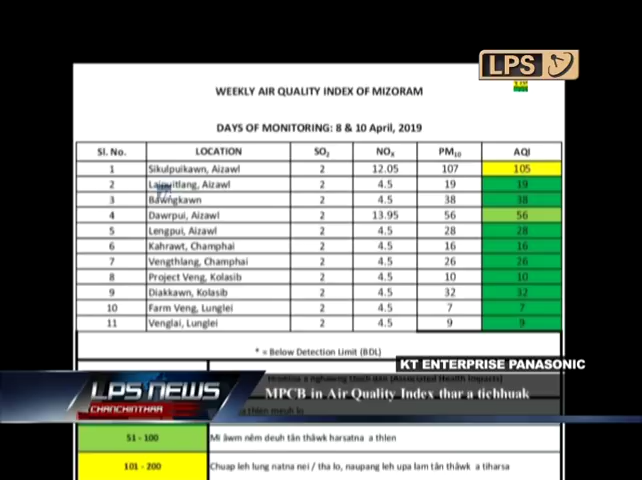 LPS
WEEKLY AIR QUALITY INDEX OF MIZORAM
DAYS OF MONITORING: 8 & 10 April, 2019
Sl. No. LOCATION SO₂ NOₓ PM₁₀ AQI
1 Sikulpuikawn, Aizawl 2 12.05 107 105
2 Aizawl 2 4.5 19 19
3 Bawngkawn 2 4.5 38 38
4 Dawrpui, Aizawl 2 13.95 56 56
5 Lengpui, Aizawl 2 4.5 28 28
6 Kahrawt, Champhai 2 4.5 16 16
7 Vengthlang, Champhai 2 4.5 26 26
8 Project Veng, Kolasib 2 4.5 10 10
9 Diakkawn, Kolasib 2 4.5 32 32
10 Farm Veng, Lunglei 2 4.5 7 7
11 Venglai, Lunglei 2 4.5 9 9
* = Below Detection Limit (BDL)
KT ENTERPRISE PANASONIC
(Associated Health Impacts)
LPS NEWS
CHANCHINTHAR
MPCB in Air Quality Index thar a tichhuak
a thlen meuh lo
51 - 100 Mi âwm nêm deuh tân thâwk harsatna a thlen
101 - 200 Chuap leh lung natna nei / tha lo, naupang leh upa lam tân thâwk a tiharsa